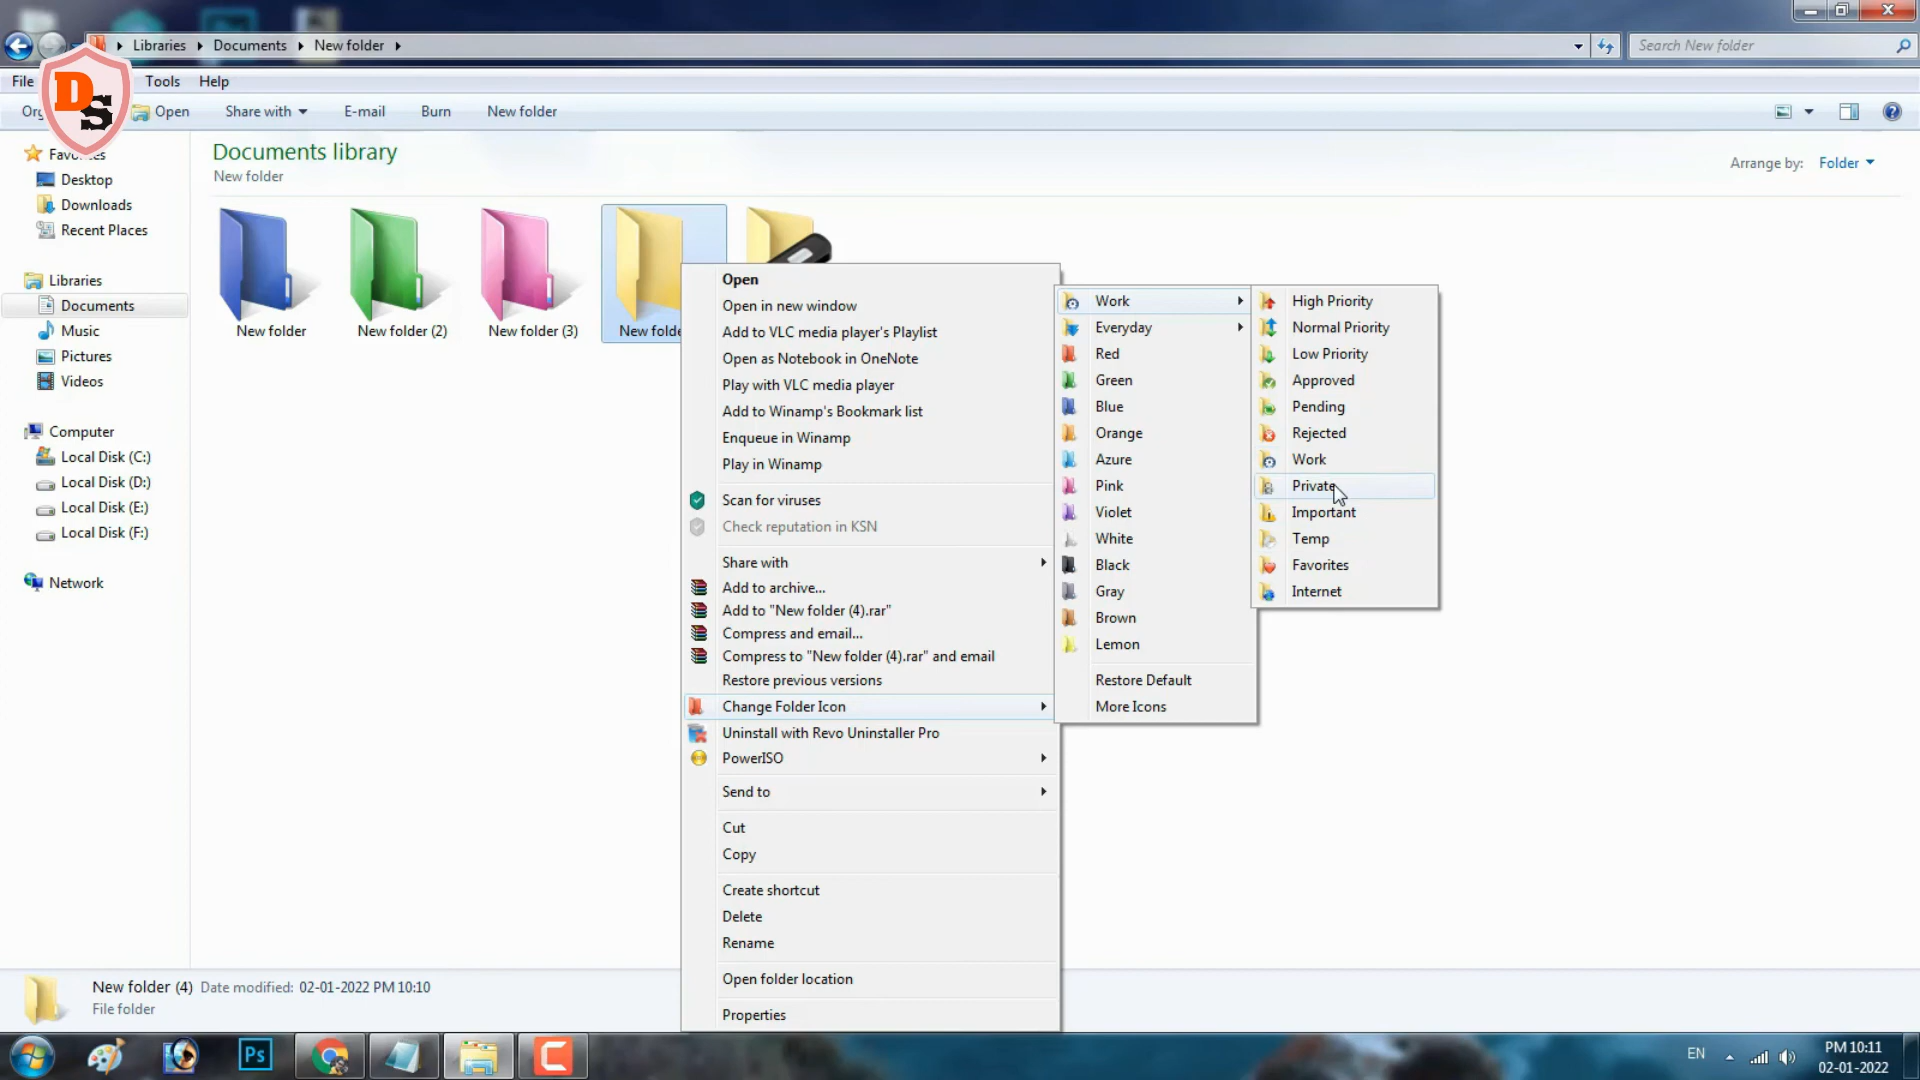 Libraries Documents New folder
Search New folder
File Tools Help
DS
Open Share with E-mail Burn New folder
Documents library
New folder
Arrange by: Folder
Desktop
Downloads
Recent Places
Libraries
Documents
Music
Pictures
Videos
Computer
Local Disk (C:)
Local Disk (D:)
Local Disk (E:)
Local Disk (F:)
Network
New folder
New folder (2)
New folder (3)
Open
Open in new window
Add to VLC media player's Playlist
Open as Notebook in OneNote
Play with VLC media player
Add to Winamp's Bookmark list
Enqueue in Winamp
Play in Winamp
Scan for viruses
Check reputation in KSN
Share with
Add to archive...
Add to "New folder (4).rar"
Compress and email...
Compress to "New folder (4).rar" and email
Restore previous versions
Change Folder Icon
Uninstall with Revo Uninstaller Pro
PowerISO
Send to
Cut
Copy
Create shortcut
Delete
Rename
Open folder location
Properties
Work
Everyday
Red
Green
Blue
Orange
Azure
Pink
Violet
White
Black
Gray
Brown
Lemon
Restore Default
More Icons
High Priority
Normal Priority
Low Priority
Approved
Pending
Rejected
Work
Private
Important
Temp
Favorites
Internet
New folder (4) Date modified: 02-01-2022 PM 10:10
File folder
Ps
EN
PM 10:11
02-01-2022